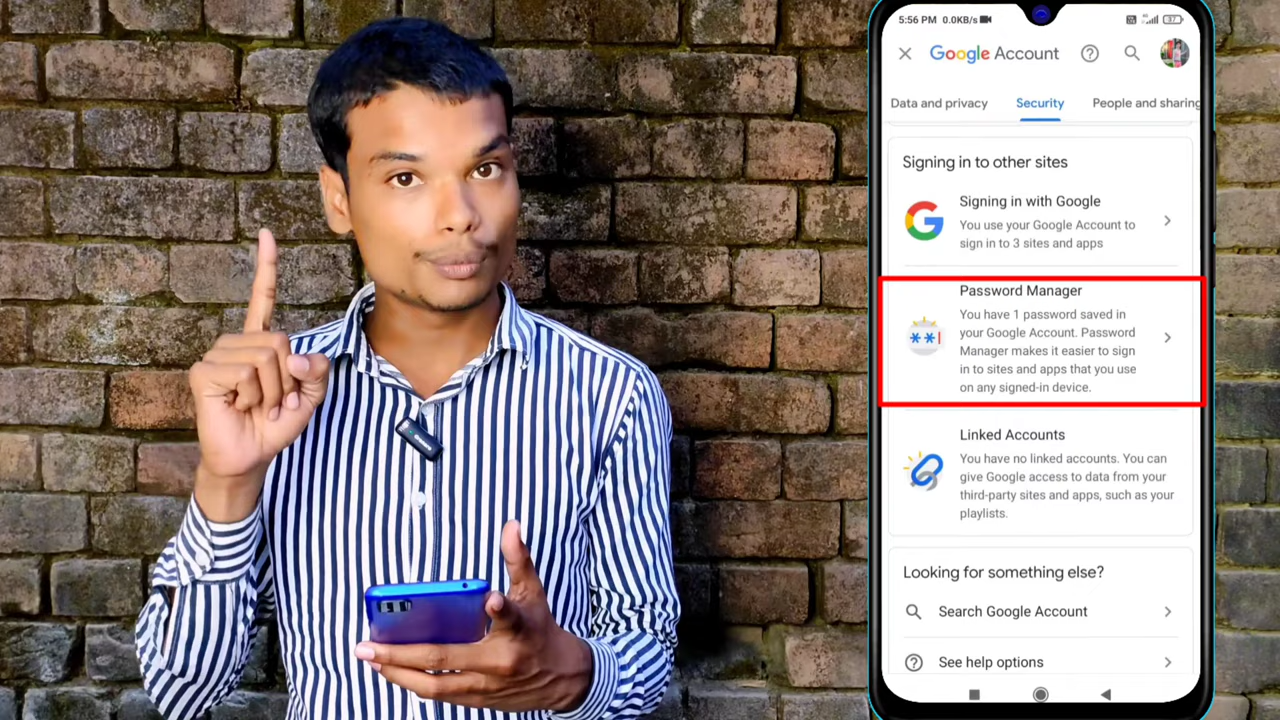 5:56 PM 0.0KB/s
37
Google Account
Data and privacy Security People and sharing
Signing in to other sites
Signing in with Google
You use your Google Account to
sign in to 3 sites and apps
Password Manager
You have 1 password saved in
your Google Account. Password
Manager makes it easier to sign
in to sites and apps that you use
on any signed-in device.
Linked Accounts
You have no linked accounts. You can
give Google access to data from your
third-party sites and apps, such as your
playlists.
Looking for something else?
Search Google Account
See help options